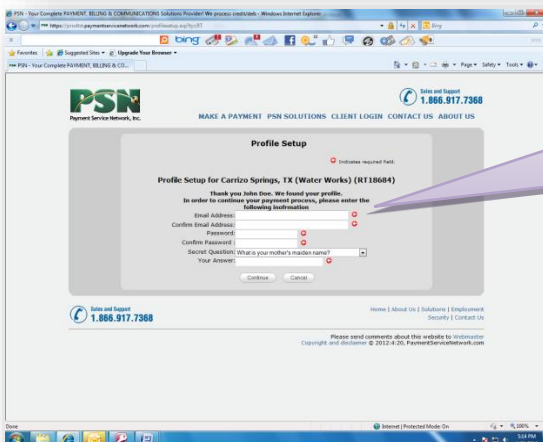 PSN - Your Complete PAYMENT, BILLING & COMMUNICATIONS Solutions Provider! We process credit/debit - Windows Internet Explorer
Bing
bing
Favorites
Suggested Sites
Upgrade Your Browser
PSN - Your Complete PAYMENT, BILLING & CO...
Page
Safety
Tools
PSN
Payment Service Network, Inc.
Sales and Support
1.866.917.7368
MAKE A PAYMENT PSN SOLUTIONS CLIENT LOGIN CONTACT US ABOUT US
Profile Setup
Indicates required field.
Profile Setup for Carrizo Springs, TX (Water Works) (RT18684)
Thank you John Doe. We found your profile.
In order to continue your payment process, please enter the
following inofrmation
Email Address:
Confirm Email Address:
Password:
Confirm Password :
Secret Question: What is your mother's maiden name?
Your Answer:
Continue Cancel
Sales and Support
1.866.917.7368
Home | About Us | Solutions | Employment
Security | Contact Us
Please send comments about this website to Webmaster
Copyright and disclaimer © 2012:4:20, PaymentServiceNetwork.com
Done
Internet | Protected Mode: On
100%
5:14 PM